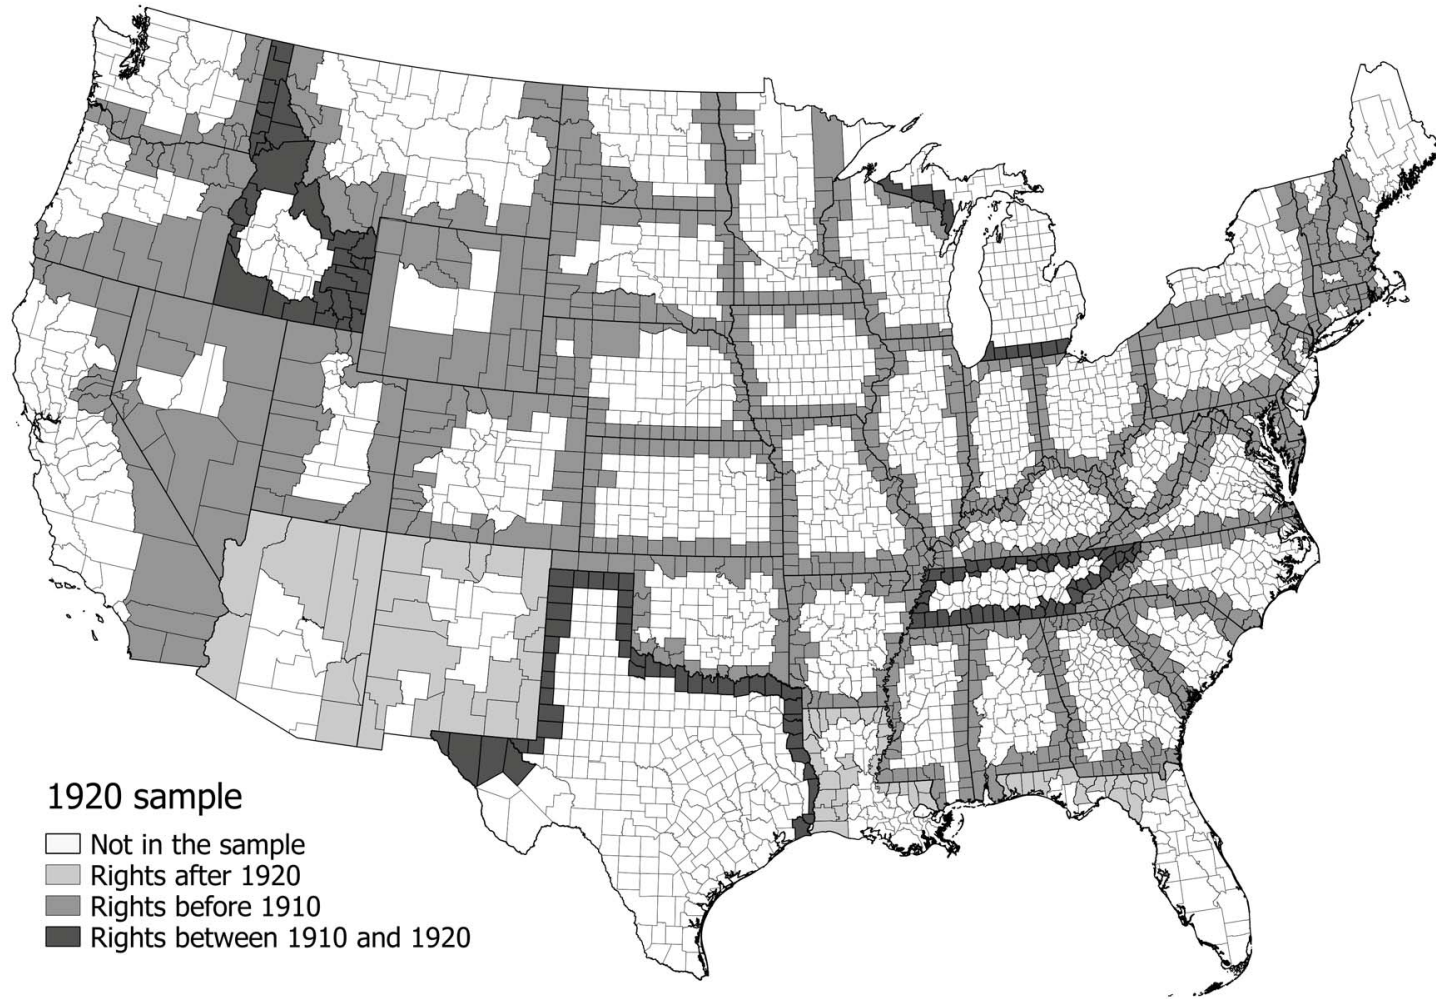 1920 sample
Not in the sample
Rights after 1920
Rights before 1910
Rights between 1910 and 1920